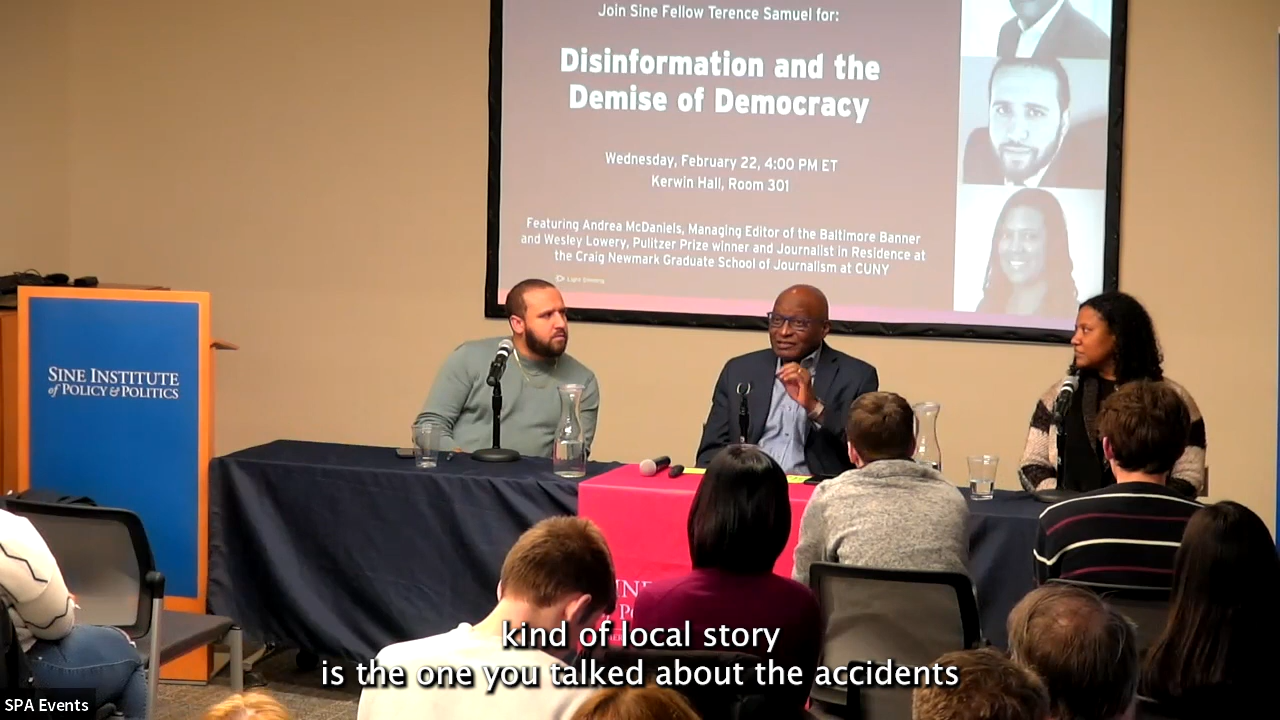 Join Sine Fellow Terence Samuel for:
Disinformation and the
Demise of Democracy
Wednesday, February 22, 4:00 PM ET
Kerwin Hall, Room 301
Featuring Andrea McDaniels, Managing Editor of the Baltimore Banner
and Wesley Lowery, Pulitzer Prize winner and Journalist in Residence at
the Craig Newmark Graduate School of Journalism at CUNY
SINE INSTITUTE
of POLICY & POLITICS
kind of local story
is the one you talked about the accidents
SPA Events